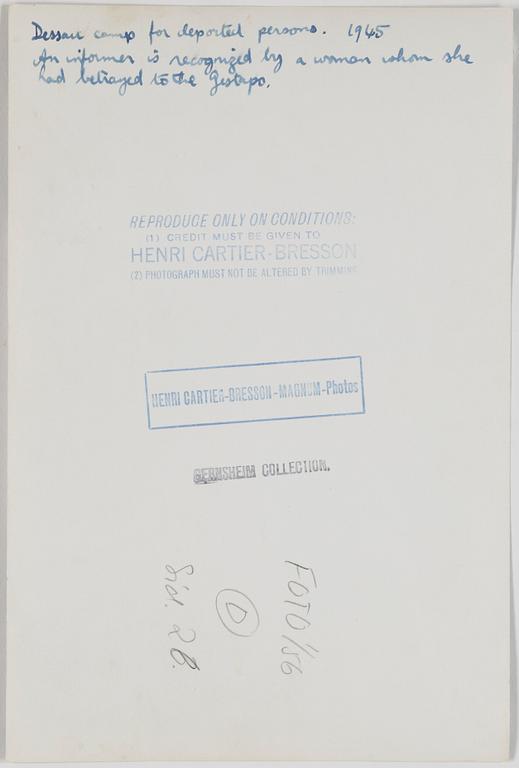 Dessau camp for deported persons. 1945
An informer is recognized by a woman whom she
had betrayed to the Gestapo.
REPRODUCE ONLY ON CONDITIONS:
(1) CREDIT MUST BE GIVEN TO
HENRI CARTIER-BRESSON
(2) PHOTOGRAPH MUST NOT BE ALTERED BY TRIMMING
HENRI CARTIER-BRESSON-MAGNUM-Photos
GERNSHEIM COLLECTION.
FOTO/56
D